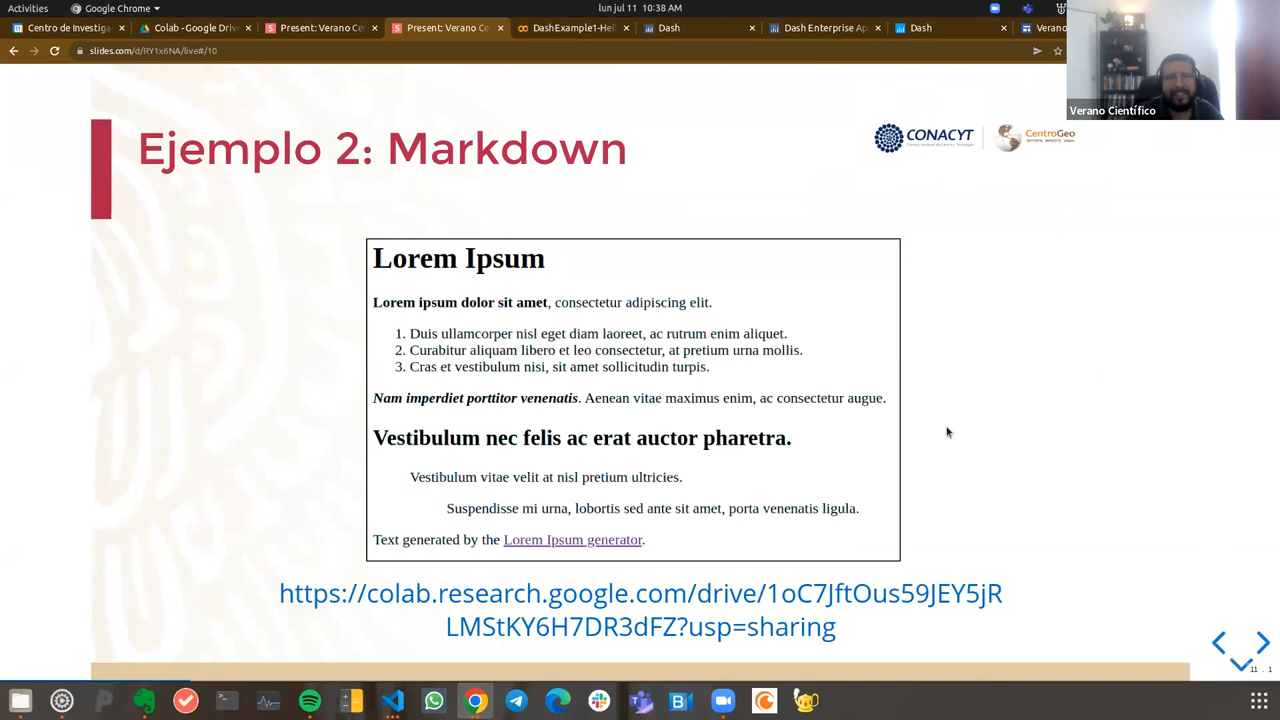 Activities
Google Chrome
lun jul 11 10:38 AM
Centro de Investiga
Colab - Google Drive
Present: Verano Ce
Present: Verano Ce
DashExample1-Hell
Dash
Dash Enterprise Ap
Dash
Verano
slides.com/d/RY1x6NA/live#/10
Verano Científico
Ejemplo 2: Markdown
CONACYT
CentroGeo
Lorem Ipsum
Lorem ipsum dolor sit amet, consectetur adipiscing elit.
1. Duis ullamcorper nisl eget diam laoreet, ac rutrum enim aliquet.
2. Curabitur aliquam libero et leo consectetur, at pretium urna mollis.
3. Cras et vestibulum nisi, sit amet sollicitudin turpis.
Nam imperdiet porttitor venenatis. Aenean vitae maximus enim, ac consectetur augue.
Vestibulum nec felis ac erat auctor pharetra.
Vestibulum vitae velit at nisl pretium ultricies.
Suspendisse mi urna, lobortis sed ante sit amet, porta venenatis ligula.
Text generated by the Lorem Ipsum generator.
https://colab.research.google.com/drive/1oC7JftOus59JEY5jR
LMStKY6H7DR3dFZ?usp=sharing
11 . 1